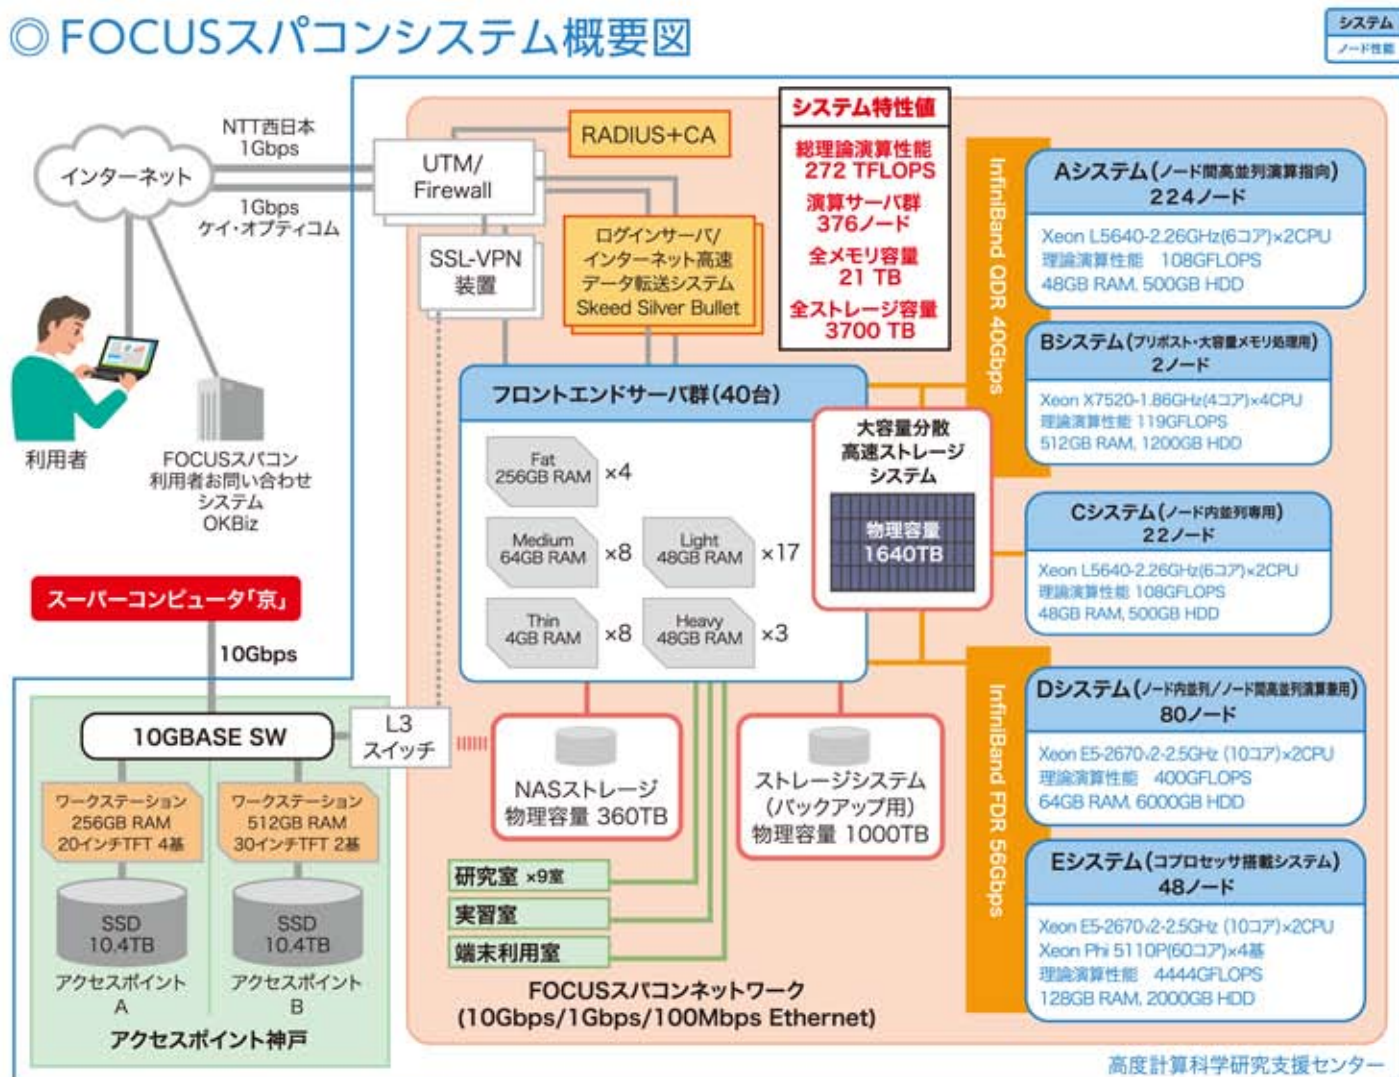 ◎ FOCUSスパコンシステム概要図
システム
ノード性能
インターネット
NTT西日本
1Gbps
1Gbps
ケイ・オプティコム
UTM/
Firewall
RADIUS+CA
SSL-VPN
装置
ログインサーバ/
インターネット高速
データ転送システム
Skeed Silver Bullet
システム特性値
総理論演算性能
272 TFLOPS
演算サーバ群
376ノード
全メモリ容量
21 TB
全ストレージ容量
3700 TB
利用者
FOCUSスパコン
利用者お問い合わせ
システム
OKBiz
フロントエンドサーバ群(40台)
Fat
256GB RAM
×4
Medium
64GB RAM
×8
Light
48GB RAM
×17
Thin
4GB RAM
×8
Heavy
48GB RAM
×3
大容量分散
高速ストレージ
システム
物理容量
1640TB
InfiniBand QDR 40Gbps
Aシステム(ノード間高並列演算指向)
224ノード
Xeon L5640-2.26GHz(6コア)×2CPU
理論演算性能 108GFLOPS
48GB RAM, 500GB HDD
Bシステム(プリポスト・大容量メモリ処理用)
2ノード
Xeon X7520-1.86GHz(4コア)×4CPU
理論演算性能 119GFLOPS
512GB RAM, 1200GB HDD
Cシステム(ノード内並列専用)
22ノード
Xeon L5640-2.26GHz(6コア)×2CPU
理論演算性能 108GFLOPS
48GB RAM, 500GB HDD
InfiniBand FDR 56Gbps
Dシステム(ノード内並列/ノード間高並列演算兼用)
80ノード
Xeon E5-2670v2-2.5GHz (10コア)×2CPU
理論演算性能 400GFLOPS
64GB RAM, 6000GB HDD
Eシステム(コプロセッサ搭載システム)
48ノード
Xeon E5-2670v2-2.5GHz (10コア)×2CPU
Xeon Phi 5110P(60コア)×4基
理論演算性能 4444GFLOPS
128GB RAM, 2000GB HDD
スーパーコンピュータ「京」
10Gbps
10GBASE SW
L3
スイッチ
ワークステーション
256GB RAM
20インチTFT 4基
ワークステーション
512GB RAM
30インチTFT 2基
SSD
10.4TB
SSD
10.4TB
アクセスポイント
A
アクセスポイント
B
アクセスポイント神戸
NASストレージ
物理容量 360TB
ストレージシステム
(バックアップ用)
物理容量 1000TB
研究室 ×9室
実習室
端末利用室
FOCUSスパコンネットワーク
(10Gbps/1Gbps/100Mbps Ethernet)
高度計算科学研究支援センター